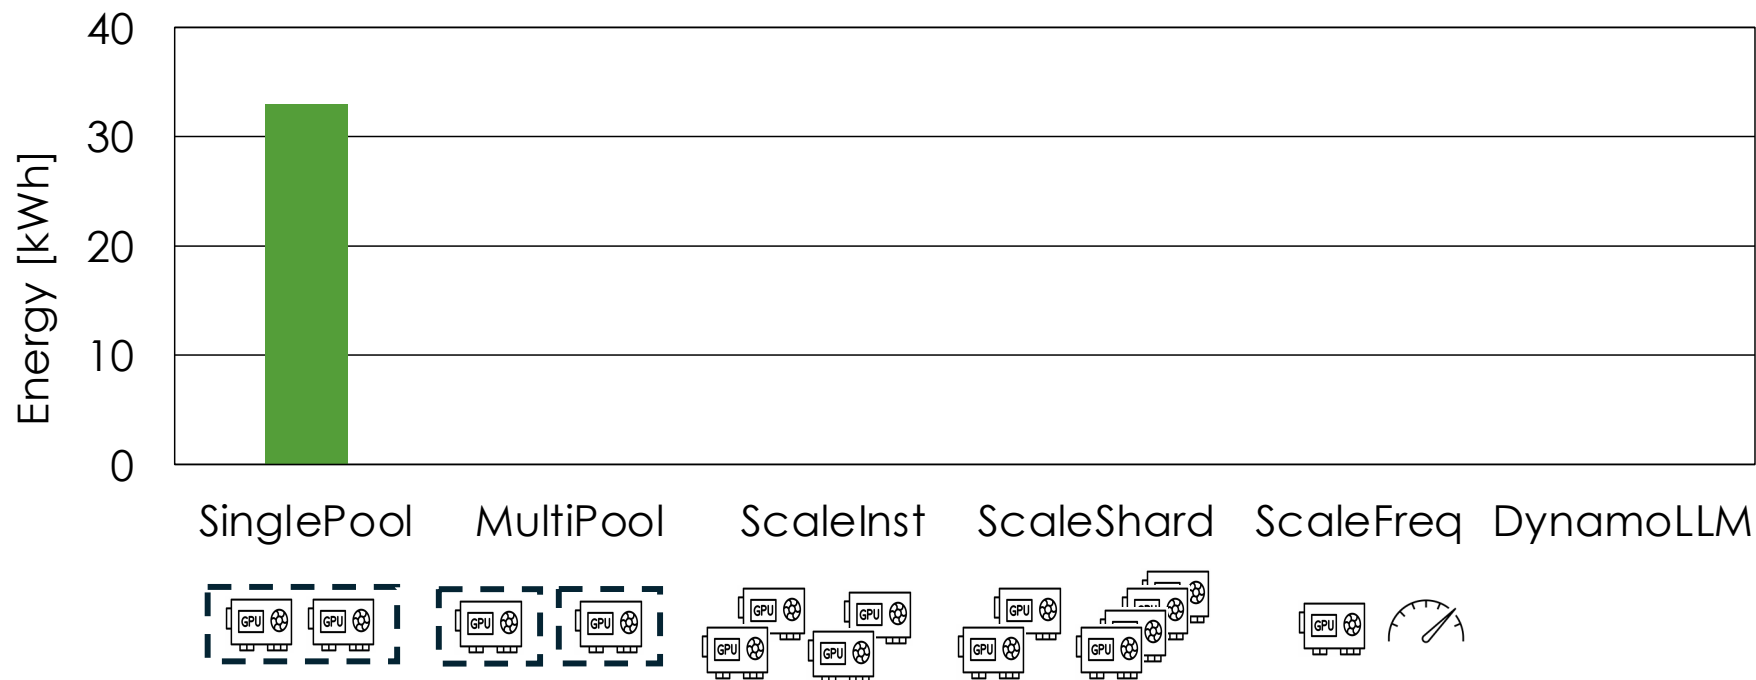 40
30
20
10
0
Energy [kWh]
SinglePool MultiPool ScaleInst ScaleShard ScaleFreq DynamoLLM
GPU GPU GPU GPU GPU GPU GPU GPU GPU
GPU GPU GPU GPU